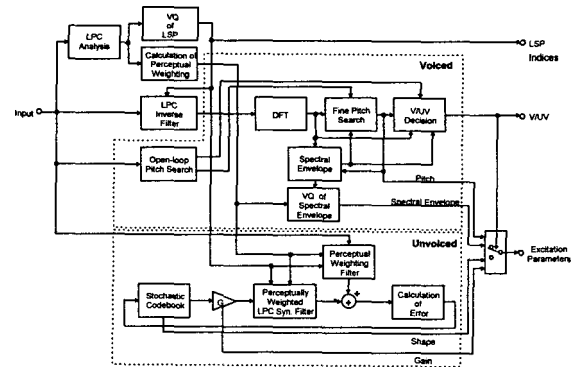 LPC
Analysis
VQ
of
LSP
Calculation of
Perceptual
Weighting
LSP
Indices
Voiced
Input
LPC
Inverse
Filter
DFT
Fine Pitch
Search
V/UV
Decision
V/UV
Open-loop
Pitch Search
Spectral
Envelope
Pitch
VQ of
Spectral
Envelope
Spectral Envelope
Unvoiced
Perceptual
Weighting
Filter
Excitation
Parameters
Stochastic
Codebook
G
Perceptually
Weighted
LPC Syn. Filter
+
+
-
Calculation
of
Error
Shape
Gain